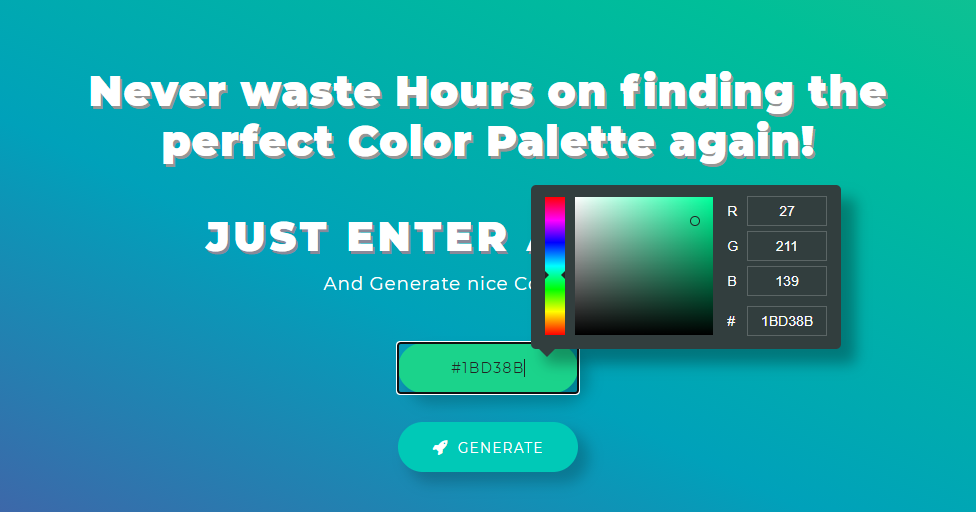 Never waste Hours on finding the
perfect Color Palette again!
JUST ENTER
And Generate nice
R 27
G 211
B 139
# 1BD38B
#1BD38B
GENERATE